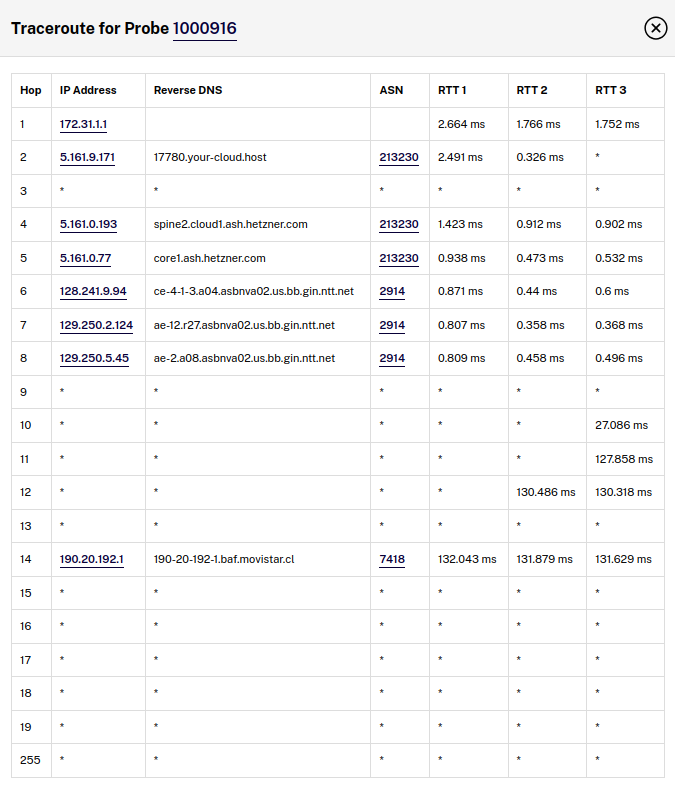 Traceroute for Probe 1000916
Hop IP Address Reverse DNS ASN RTT 1 RTT 2 RTT 3
1 172.31.1.1 2.664 ms 1.766 ms 1.752 ms
2 5.161.9.171 17780.your-cloud.host 213230 2.491 ms 0.326 ms *
3 * * * * * *
4 5.161.0.193 spine2.cloud1.ash.hetzner.com 213230 1.423 ms 0.912 ms 0.902 ms
5 5.161.0.77 core1.ash.hetzner.com 213230 0.938 ms 0.473 ms 0.532 ms
6 128.241.9.94 ce-4-1-3.a04.asbnva02.us.bb.gin.ntt.net 2914 0.871 ms 0.44 ms 0.6 ms
7 129.250.2.124 ae-12.r27.asbnva02.us.bb.gin.ntt.net 2914 0.807 ms 0.358 ms 0.368 ms
8 129.250.5.45 ae-2.a08.asbnva02.us.bb.gin.ntt.net 2914 0.809 ms 0.458 ms 0.496 ms
9 * * * * * *
10 * * * * * 27.086 ms
11 * * * * * 127.858 ms
12 * * * * 130.486 ms 130.318 ms
13 * * * * * *
14 190.20.192.1 190-20-192-1.baf.movistar.cl 7418 132.043 ms 131.879 ms 131.629 ms
15 * * * * * *
16 * * * * * *
17 * * * * * *
18 * * * * * *
19 * * * * * *
255 * * * * * *